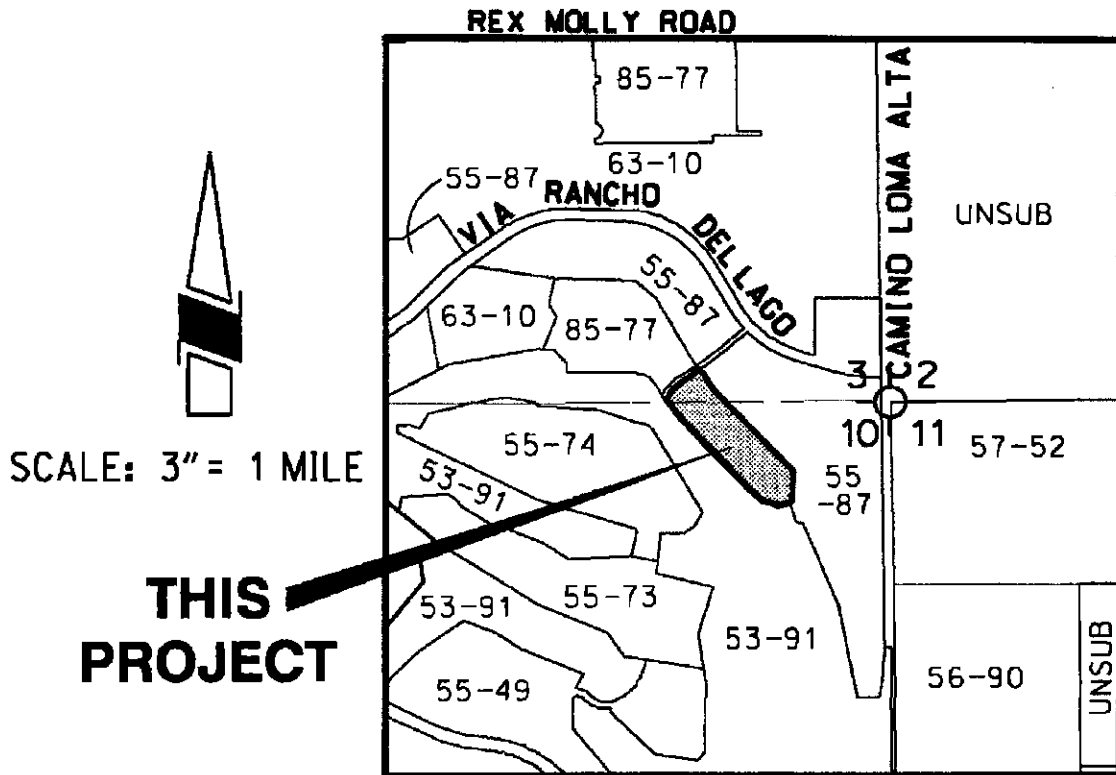 REX MOLLY ROAD
85-77
63-10
55-87
VIA RANCHO DEL LAGO
CAMINO LOMA ALTA
UNSUB
55-87
63-10
85-77
3 2
10 11
SCALE: 3" = 1 MILE
55-74
57-52
55
-87
53-91
THIS
PROJECT
53-91
55-73
53-91
55-49
56-90
UNSUB